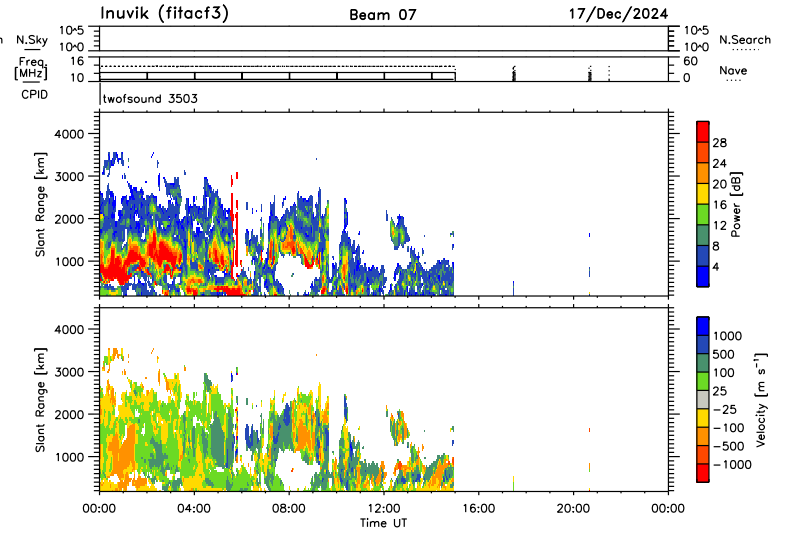 Inuvik (fitacf3) Beam 07 17/Dec/2024
N.Sky 10^5 10^5 N.Search
10^0 10^0
Freq. 16 60
[MHz] 10 0 Nave
CPID twofsound 3503
4000
3000
2000
1000
Slant Range [km]
28
24
20
16
12
8
4
Power [dB]
4000
3000
2000
1000
Slant Range [km]
1000
500
100
25
-25
-100
-500
-1000
Velocity [m s⁻¹]
00:00 04:00 08:00 12:00 16:00 20:00 00:00
Time UT